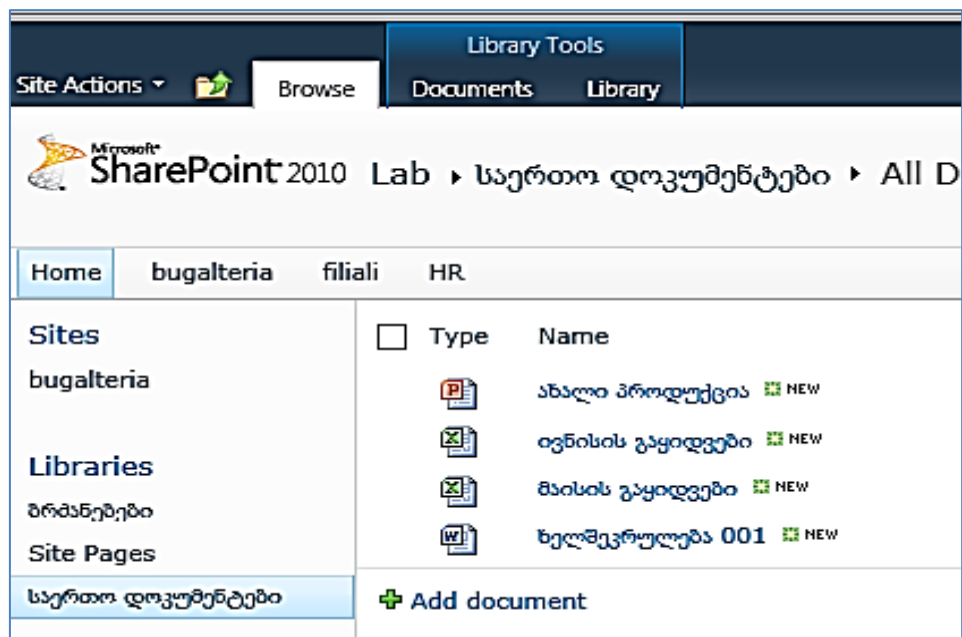 Library Tools
Site Actions Browse Documents Library
Microsoft SharePoint 2010 Lab ▸ საერთო დოკუმენტები ▸ All D
Home bugalteria filiali HR
Sites
bugalteria
Libraries
ბრძანებები
Site Pages
საერთო დოკუმენტები
Type Name
ახალი პროდუქცია NEW
ივნისის გაყიდვები NEW
მაისის გაყიდვები NEW
ხელშეკრულება 001 NEW
Add document